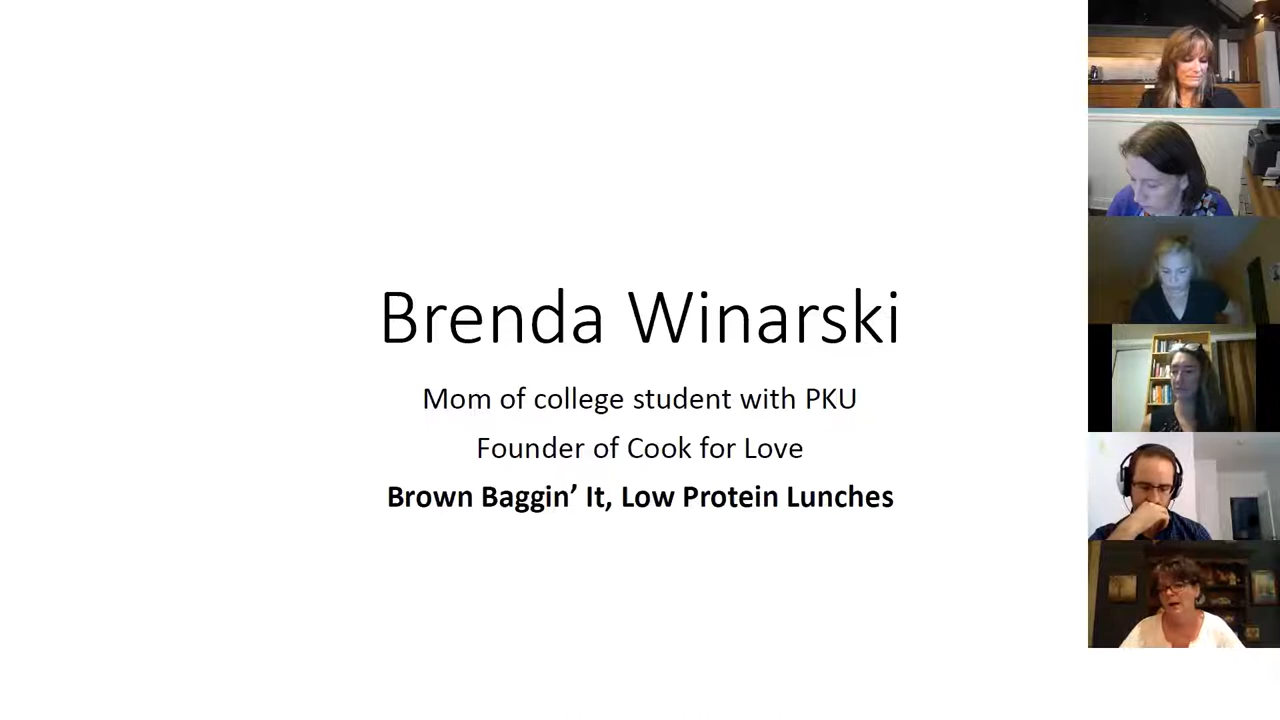 Brenda Winarski
Mom of college student with PKU
Founder of Cook for Love
Brown Baggin’ It, Low Protein Lunches